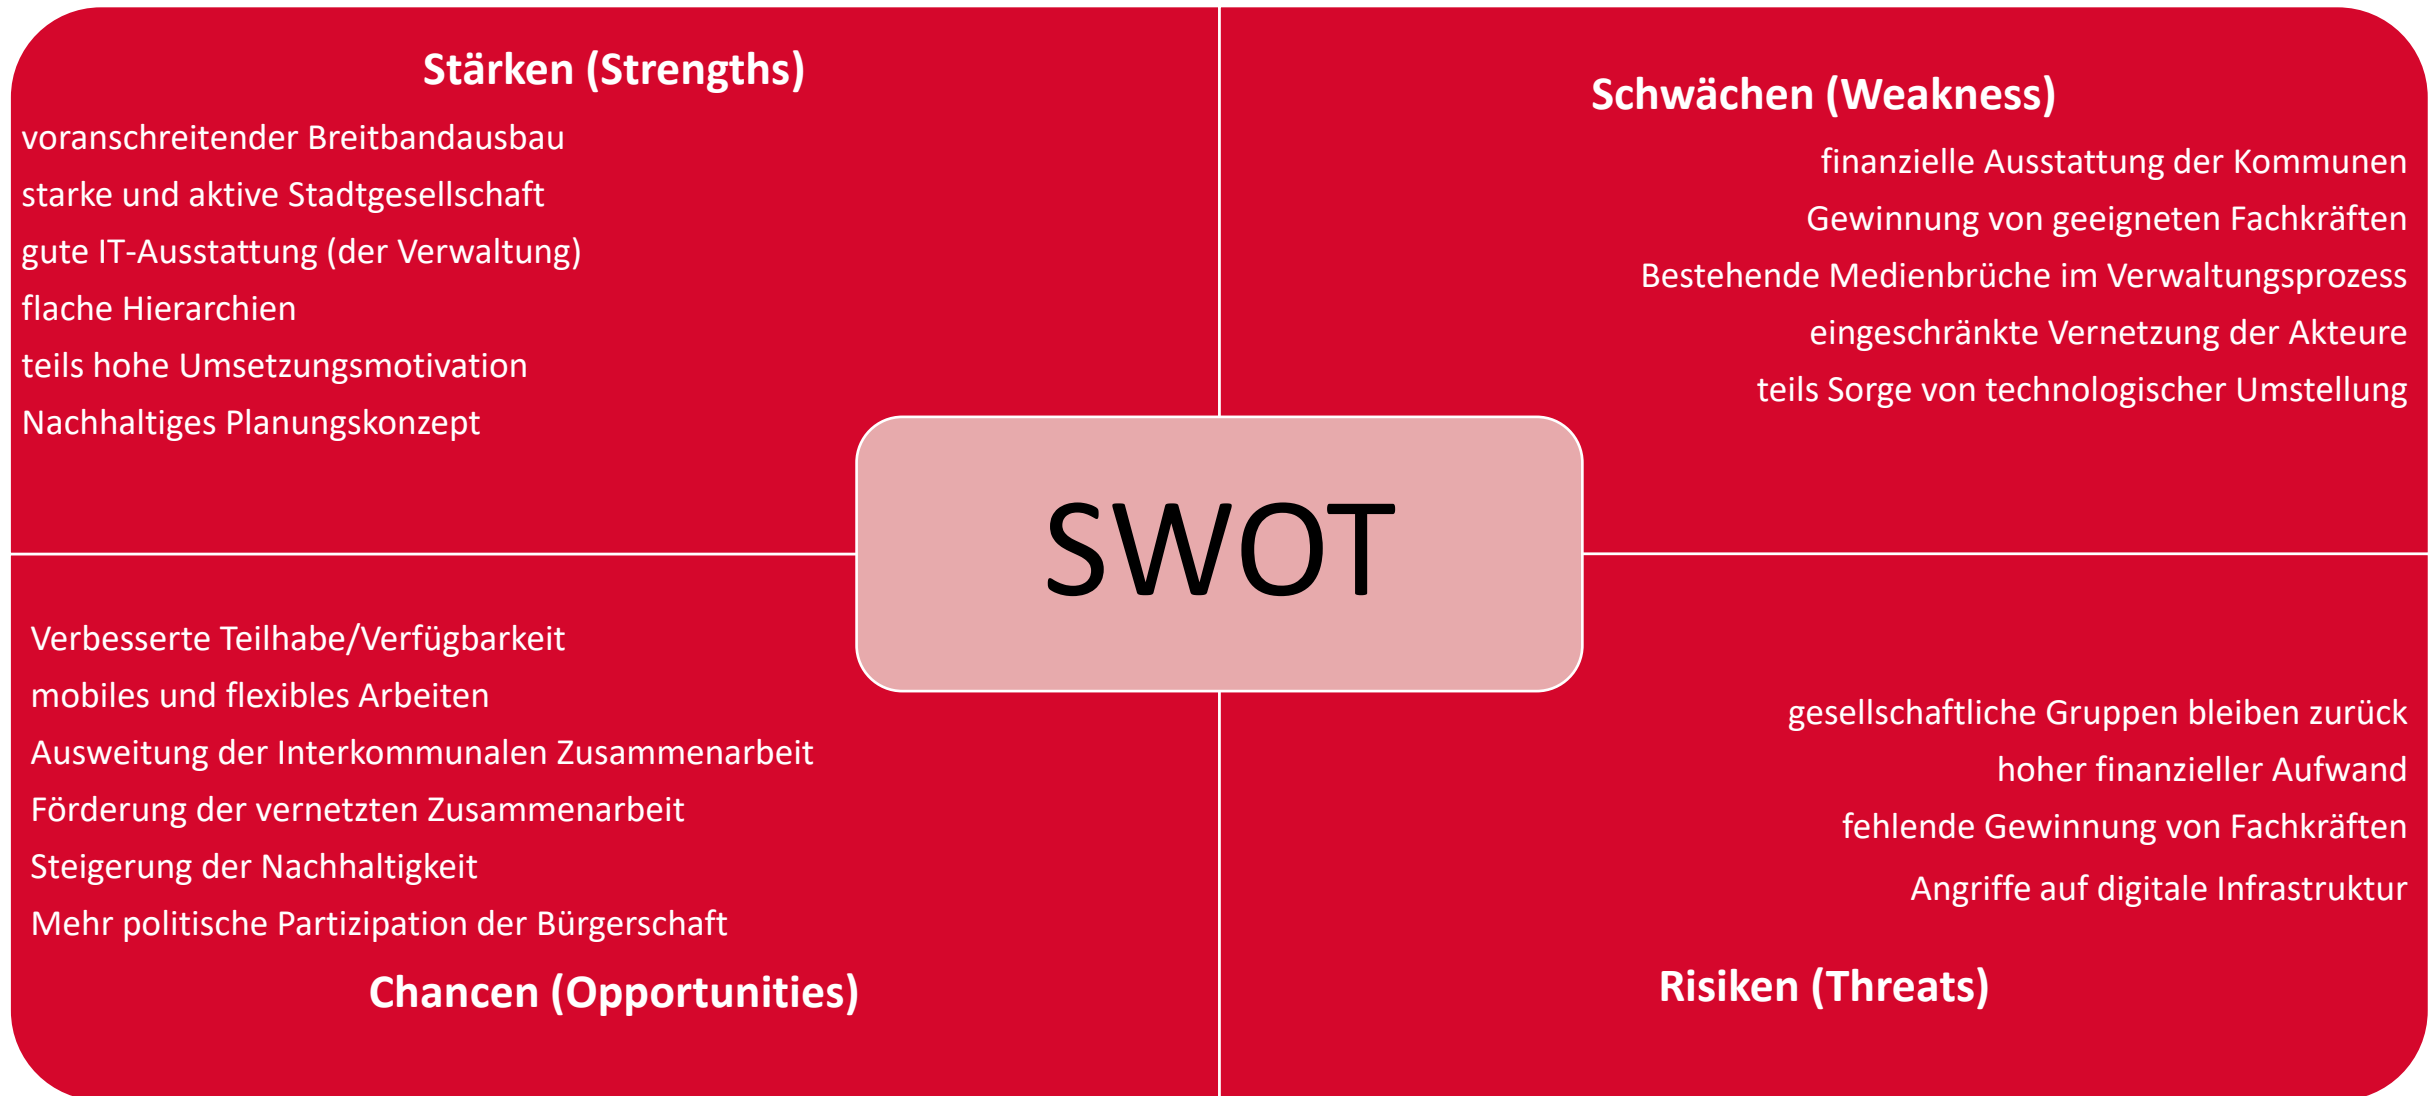 Stärken (Strengths)
voranschreitender Breitbandausbau
starke und aktive Stadtgesellschaft
gute IT-Ausstattung (der Verwaltung)
flache Hierarchien
teils hohe Umsetzungsmotivation
Nachhaltiges Planungskonzept
Schwächen (Weakness)
finanzielle Ausstattung der Kommunen
Gewinnung von geeigneten Fachkräften
Bestehende Medienbrüche im Verwaltungsprozess
eingeschränkte Vernetzung der Akteure
teils Sorge von technologischer Umstellung
SWOT
Verbesserte Teilhabe/Verfügbarkeit
mobiles und flexibles Arbeiten
Ausweitung der Interkommunalen Zusammenarbeit
Förderung der vernetzten Zusammenarbeit
Steigerung der Nachhaltigkeit
Mehr politische Partizipation der Bürgerschaft
Chancen (Opportunities)
gesellschaftliche Gruppen bleiben zurück
hoher finanzieller Aufwand
fehlende Gewinnung von Fachkräften
Angriffe auf digitale Infrastruktur
Risiken (Threats)